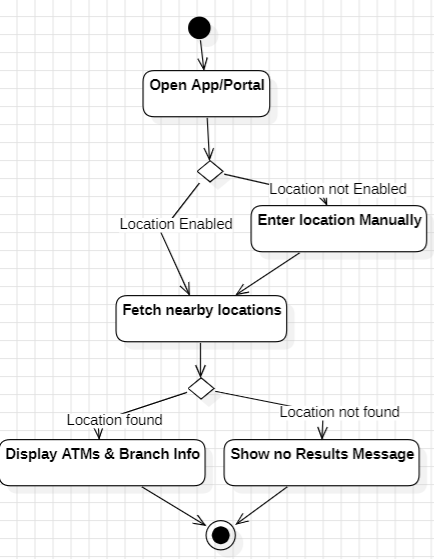 Open App/Portal
Location not Enabled
Location Enabled
Enter location Manually
Fetch nearby locations
Location found
Location not found
Display ATMs & Branch Info
Show no Results Message